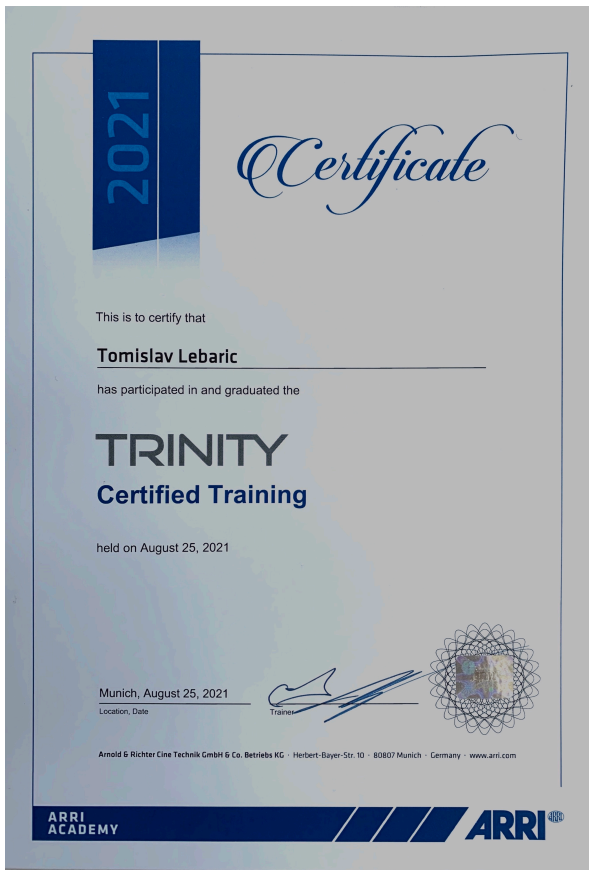 2021
Certificate
This is to certify that
Tomislav Lebaric
has participated in and graduated the
TRINITY
Certified Training
held on August 25, 2021
Munich, August 25, 2021
Location, Date
Trainer
Arnold & Richter Cine Technik GmbH & Co. Betriebs KG · Herbert-Bayer-Str. 10 · 80807 Munich · Germany · www.arri.com
ARRI
ACADEMY
ARRI